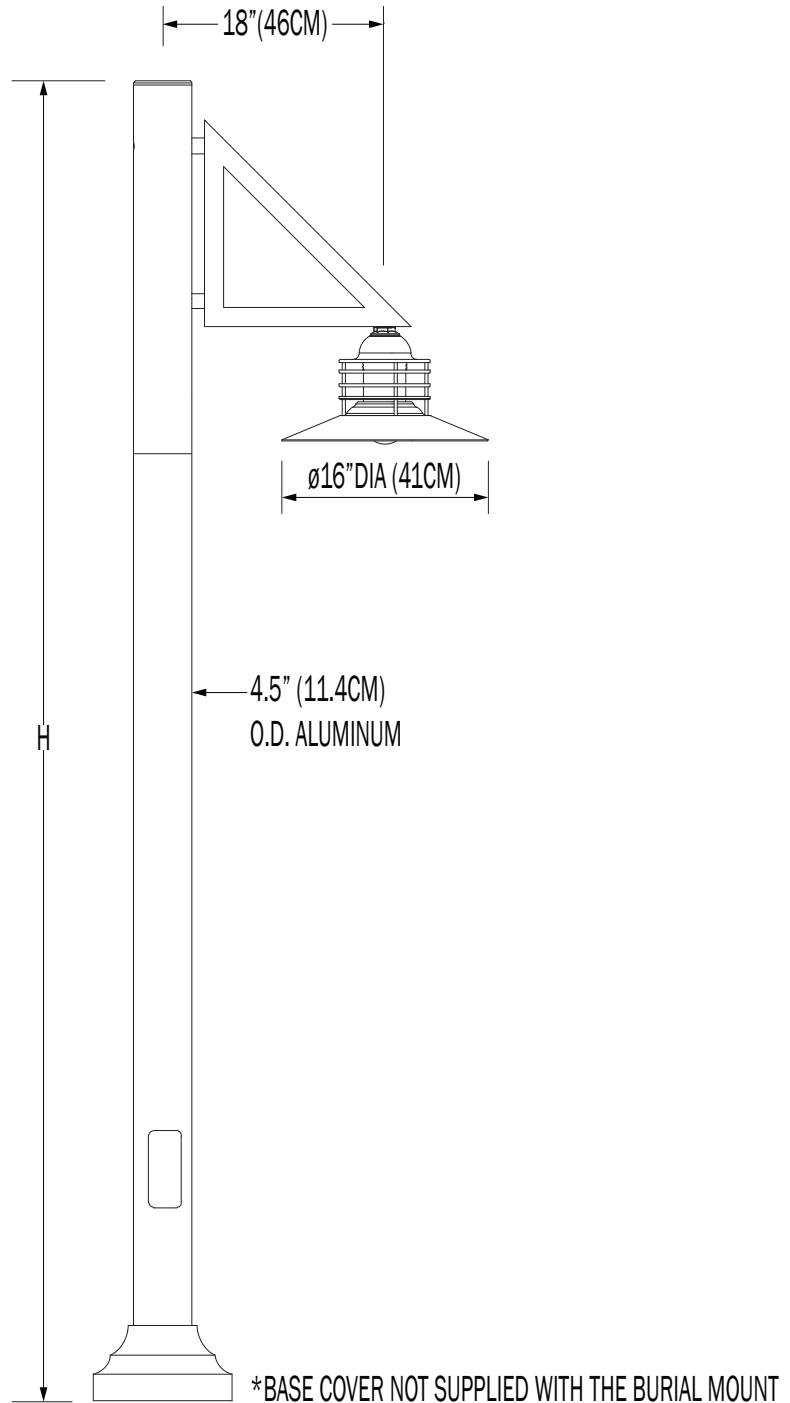 18”(46CM)
ø16”DIA (41CM)
4.5” (11.4CM)
O.D. ALUMINUM
H
*BASE COVER NOT SUPPLIED WITH THE BURIAL MOUNT